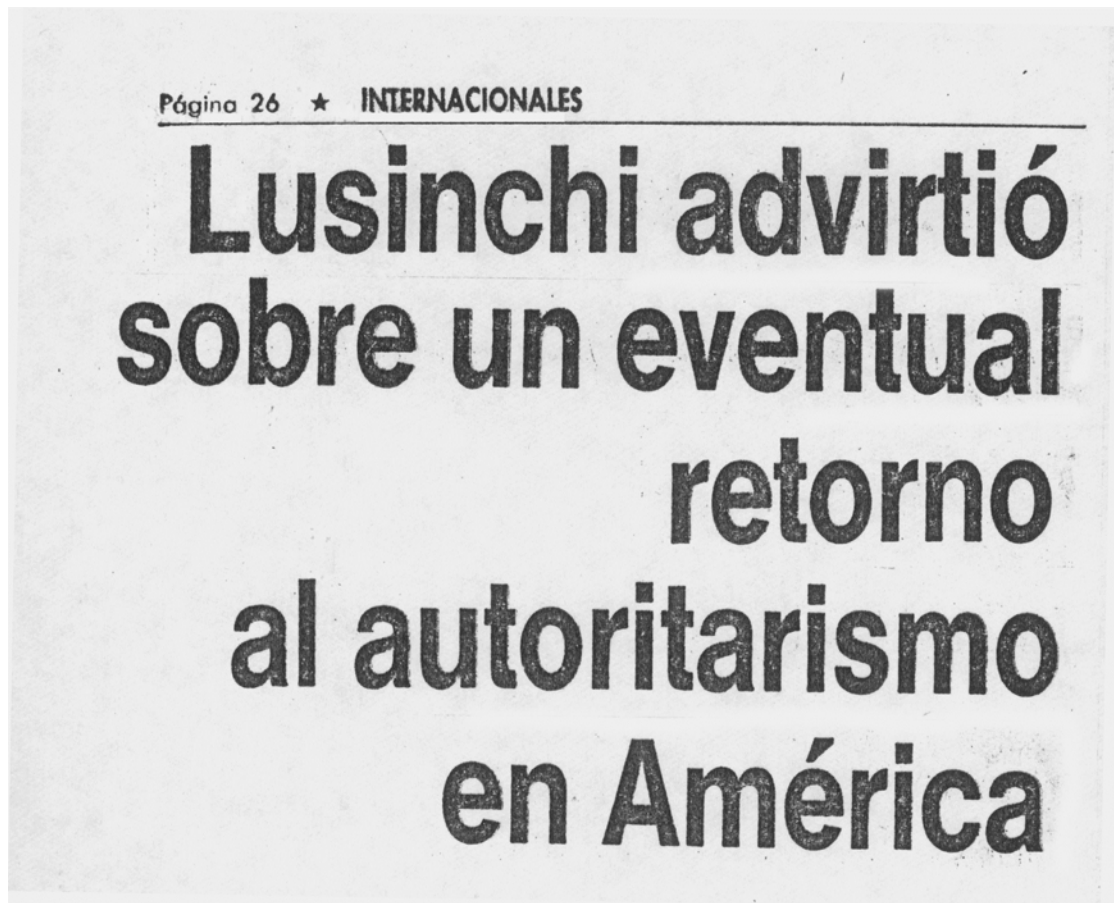 Página 26 ★ INTERNACIONALES
Lusinchi advirtió
sobre un eventual
retorno
al autoritarismo
en América